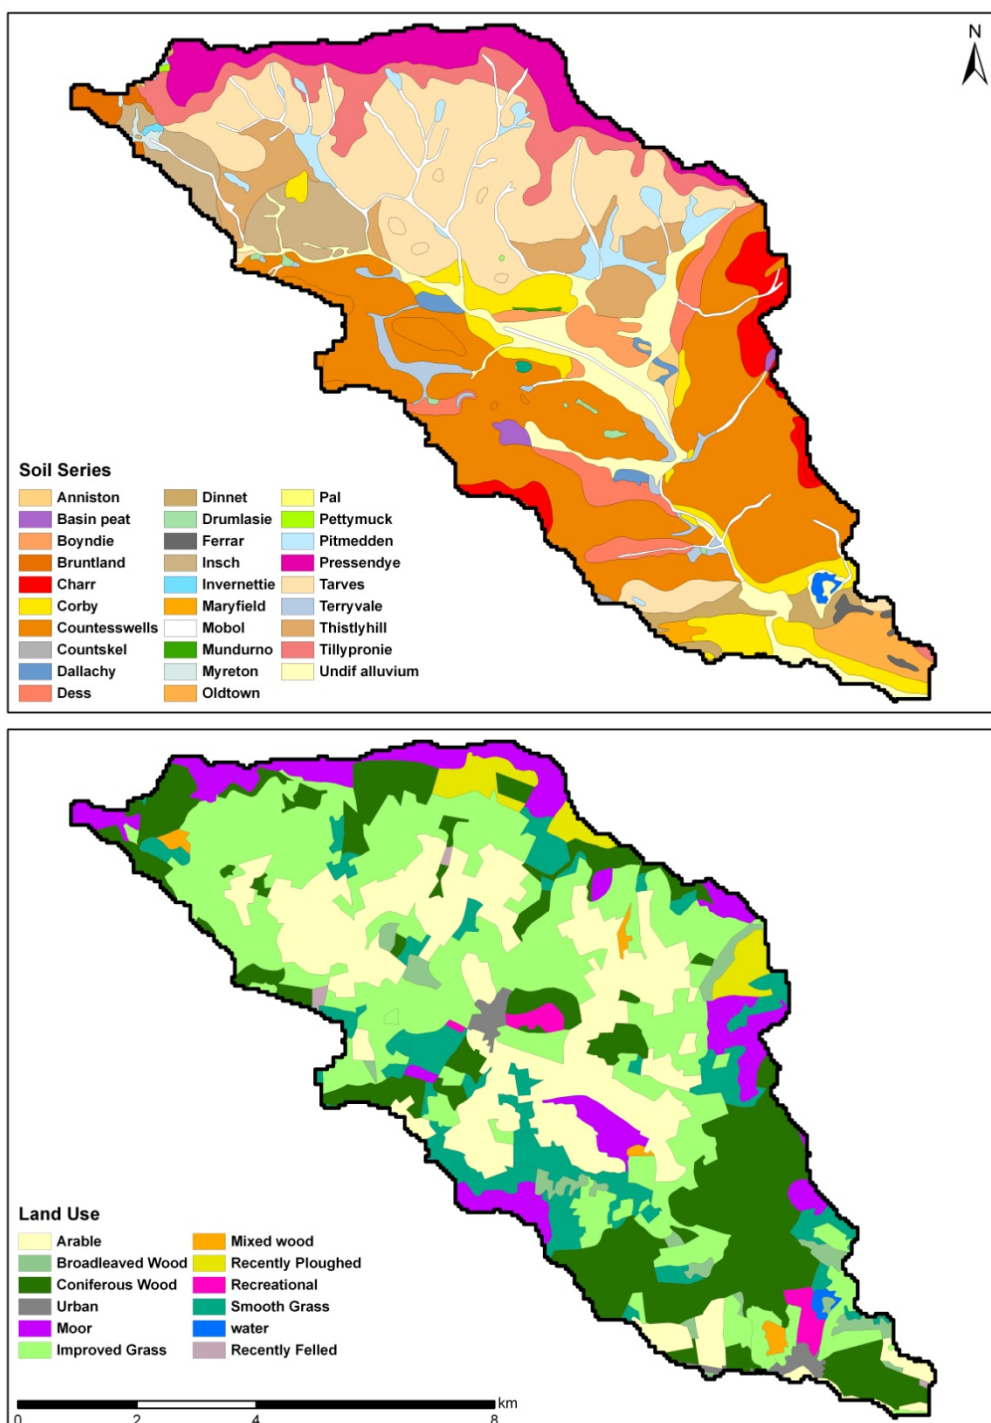 N
Soil Series
Anniston Dinnet Pal
Basin peat Drumlasie Pettymuck
Boyndie Ferrar Pitmedden
Bruntland Insch Pressendye
Charr Invernettie Tarves
Corby Maryfield Terryvale
Countesswells Mobol Thistlyhill
Countskel Mundurno Tillypronie
Dallachy Myreton Undif alluvium
Dess Oldtown
Land Use
Arable Mixed wood
Broadleaved Wood Recently Ploughed
Coniferous Wood Recreational
Urban Smooth Grass
Moor water
Improved Grass Recently Felled
km
0 2 4 8